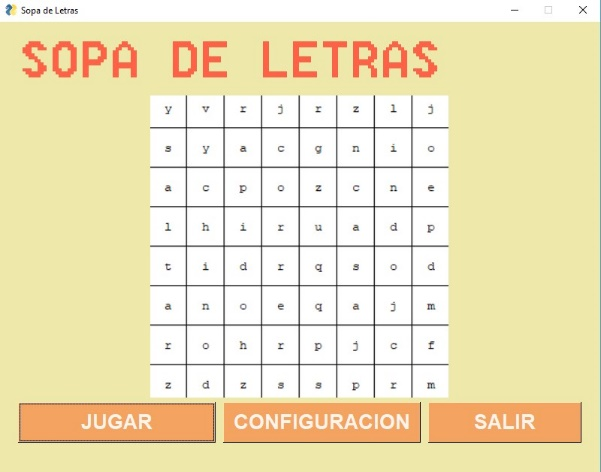 Sopa de Letras
SOPA DE LETRAS
y v r j r z l j
s y a c g n i o
a c p o z c n e
l h i r u a d p
t i d r q s o d
a n o e q a j m
r o h r p j c f
z d z s s p r m
JUGAR CONFIGURACION SALIR